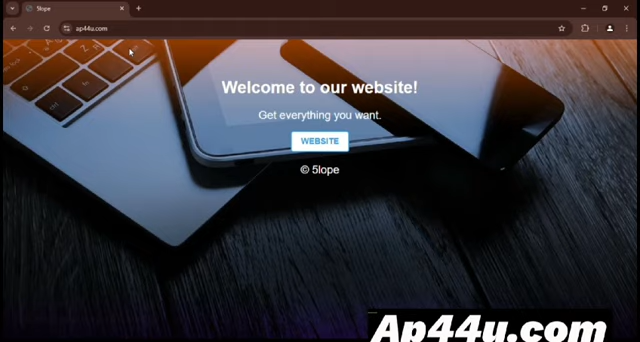 5lope
ap44u.com
Welcome to our website!
Get everything you want.
WEBSITE
© 5lope
Ap44u.com